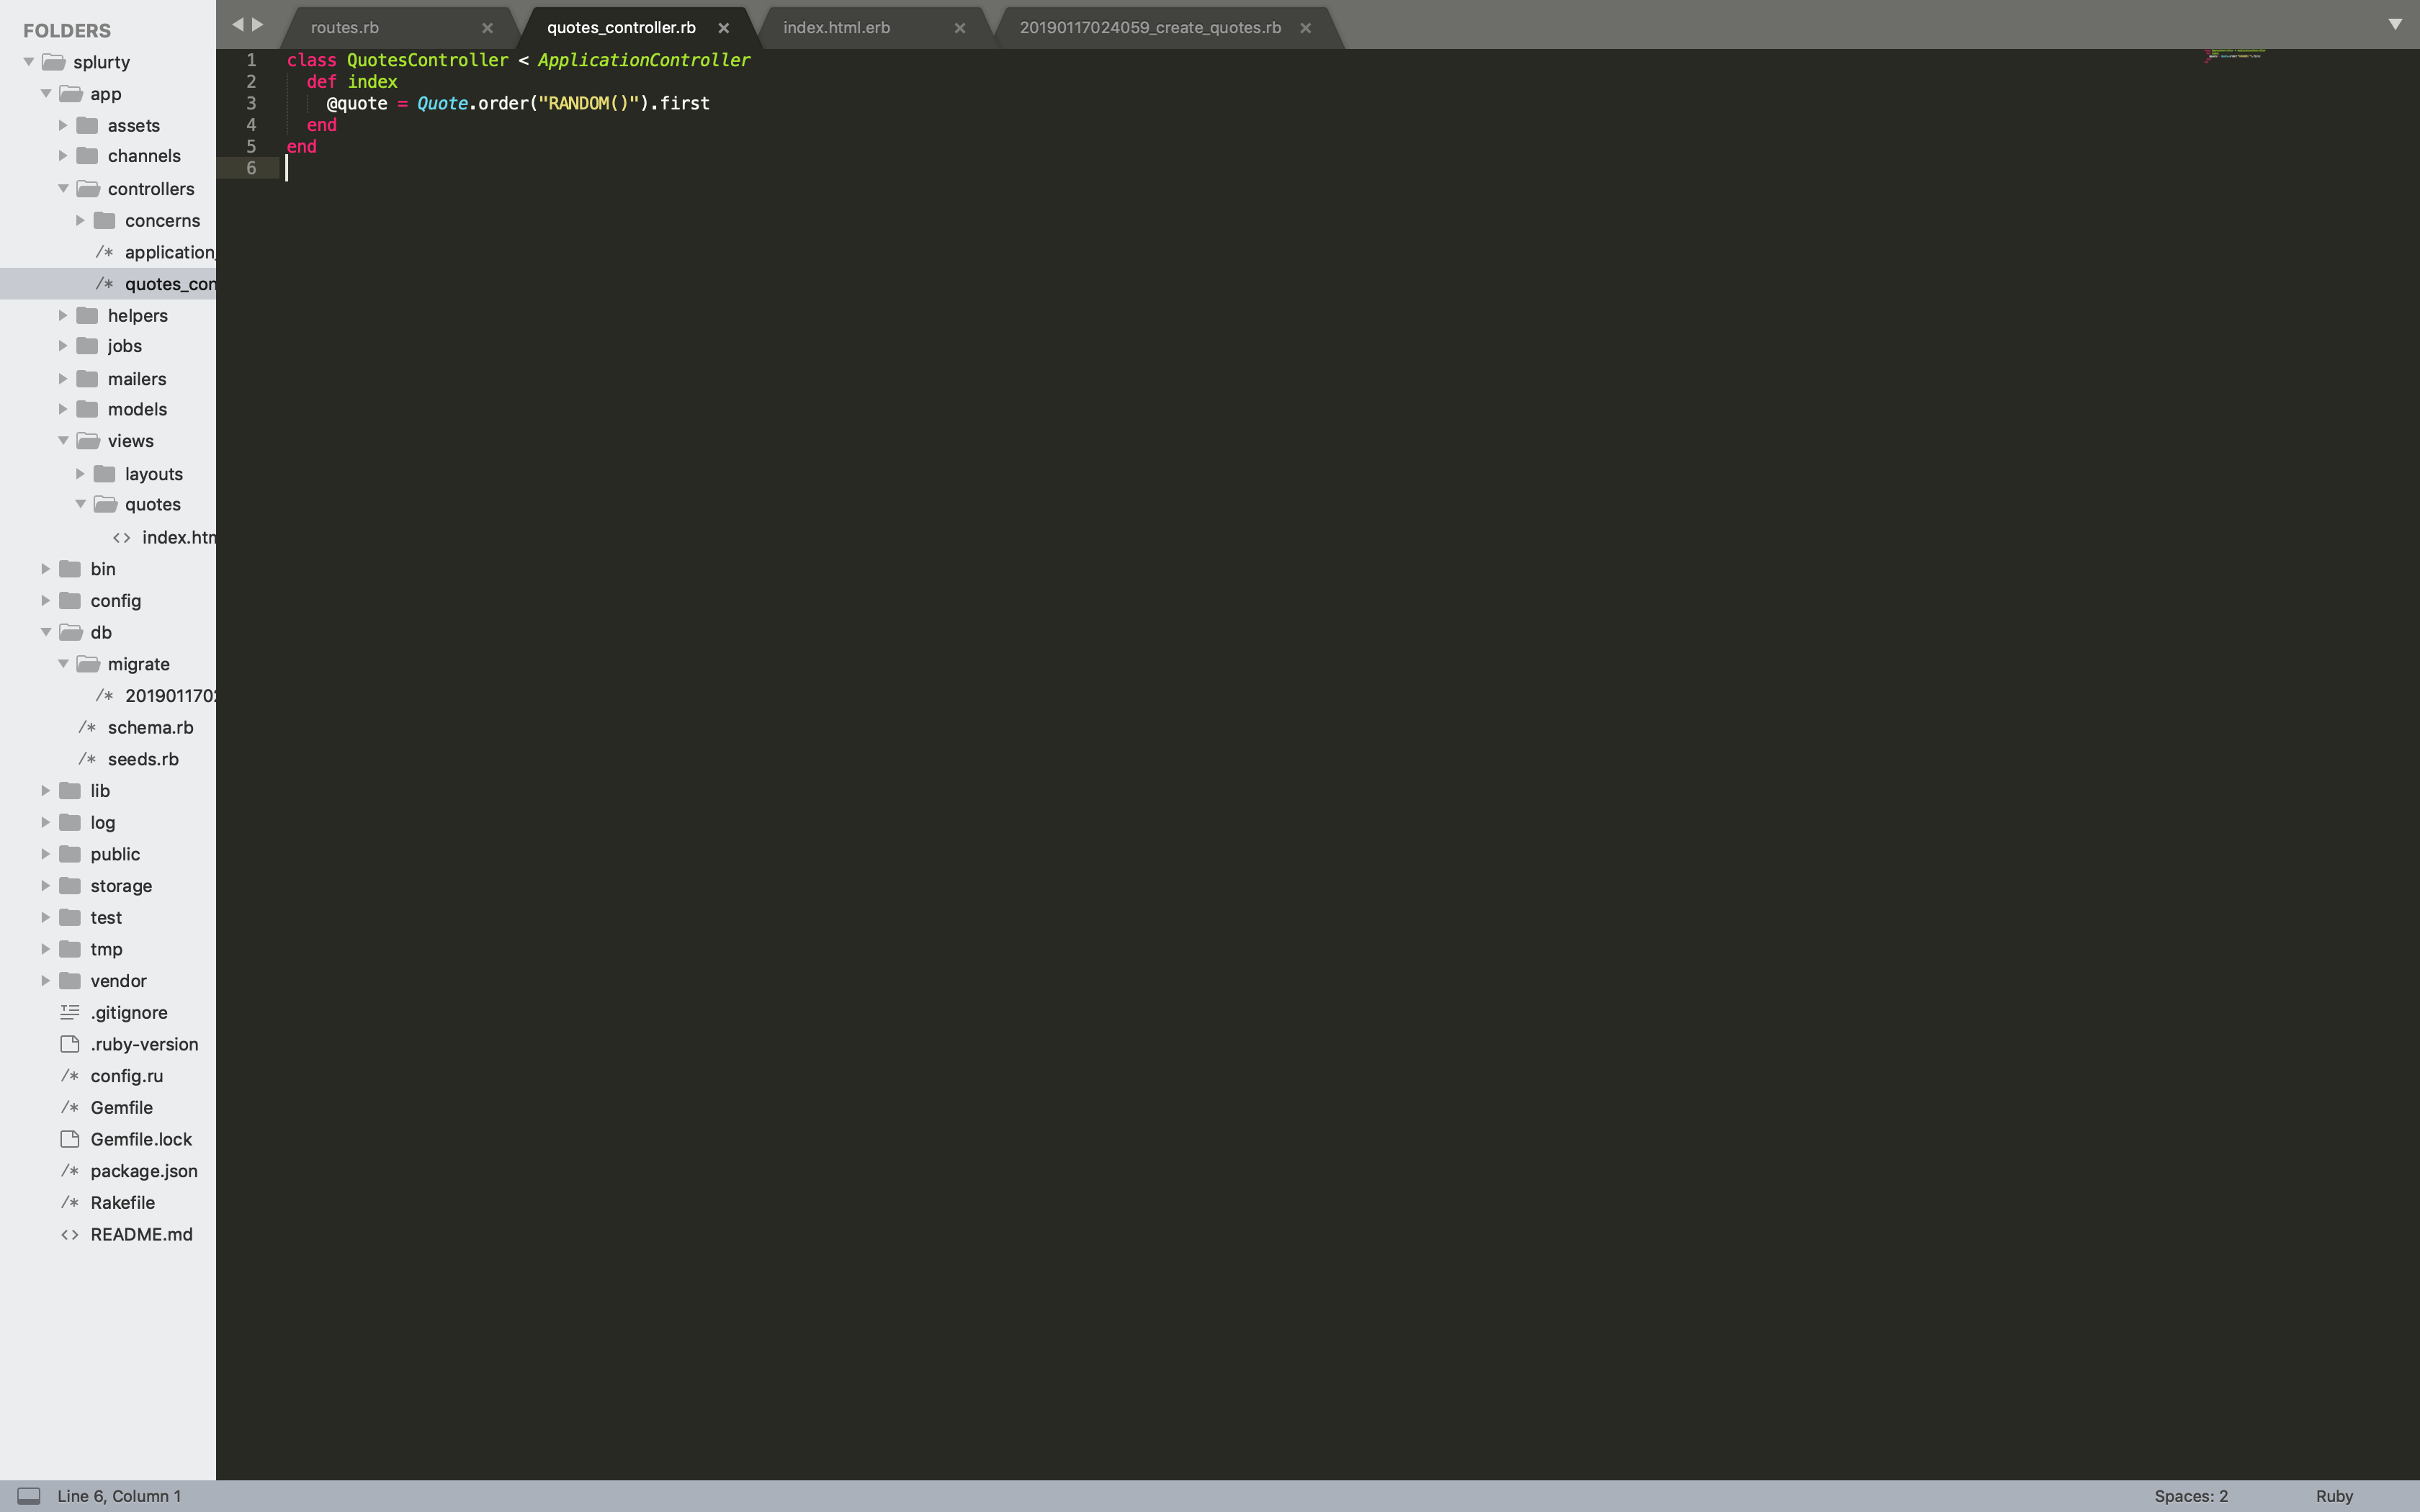 FOLDERS
splurty
app
assets
channels
controllers
concerns
application_
quotes_con
helpers
jobs
mailers
models
views
layouts
quotes
index.htm
bin
config
db
migrate
2019011702
schema.rb
seeds.rb
lib
log
public
storage
test
tmp
vendor
.gitignore
.ruby-version
config.ru
Gemfile
Gemfile.lock
package.json
Rakefile
README.md
routes.rb
quotes_controller.rb
index.html.erb
20190117024059_create_quotes.rb
1 class QuotesController < ApplicationController
2   def index
3     @quote = Quote.order("RANDOM()").first
4   end
5 end
6
Line 6, Column 1
Spaces: 2
Ruby